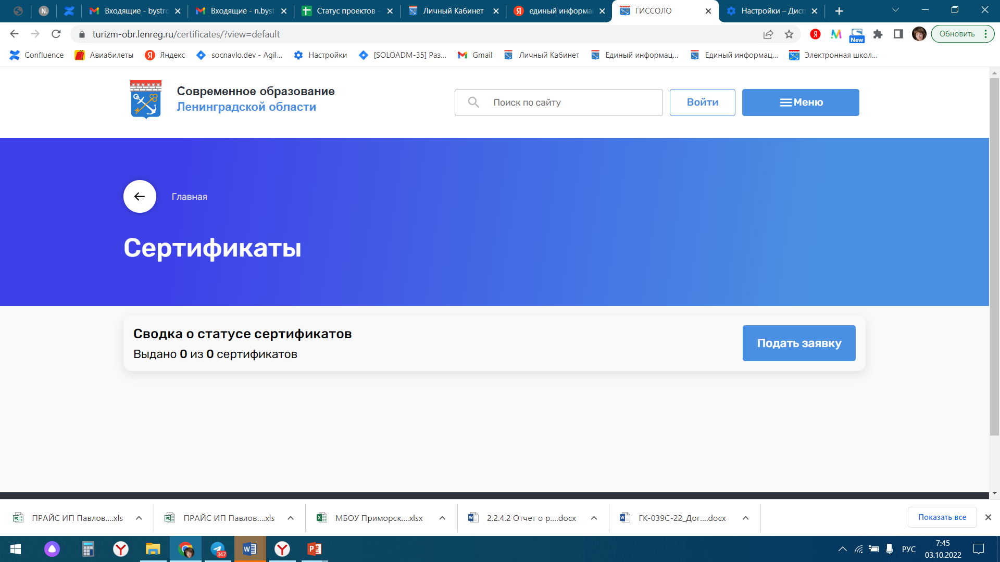 Входящие - bystro
Входящие - n.byst
Статус проектов -
Личный Кабинет
единый информа
ГИССОЛО
Настройки – Дисп
turizm-obr.lenreg.ru/certificates/?view=default
New
Обновить
Confluence
Авиабилеты
Яндекс
socnavlo.dev - Agil...
Настройки
[SOLOADM-35] Раз...
Gmail
Личный Кабинет
Единый информац...
Единый информац...
Электронная школ...
Современное образование
Ленинградской области
Поиск по сайту
Войти
Меню
Главная
Сертификаты
Сводка о статусе сертификатов
Выдано 0 из 0 сертификатов
Подать заявку
ПРАЙС ИП Павлов....xls
ПРАЙС ИП Павлов....xls
МБОУ Приморск....xlsx
2.2.4.2 Отчет о р....docx
ГК-039С-22_Дог....docx
Показать все
347
РУС
7:45
03.10.2022